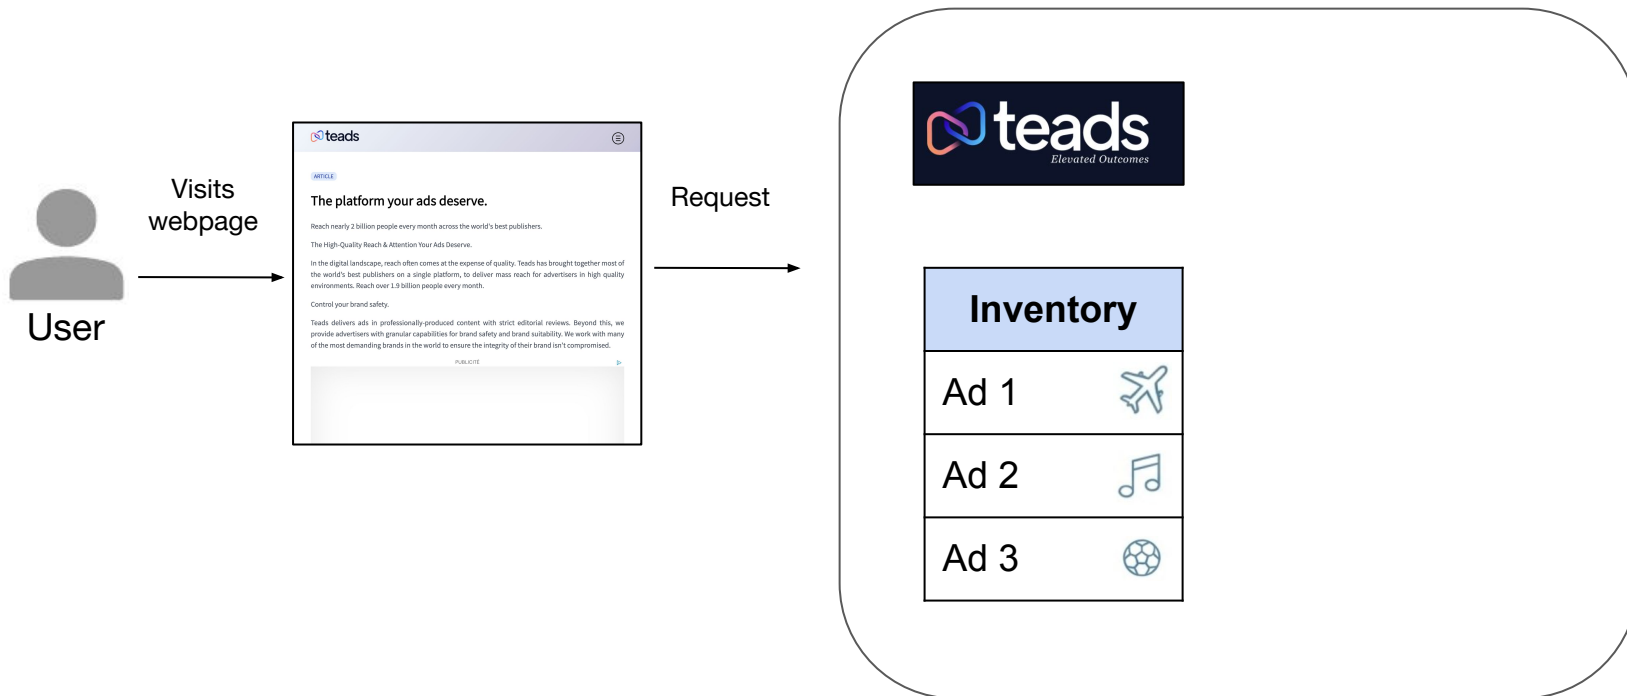 User
Visits
webpage
teads
ARTICLE
The platform your ads deserve.
Reach nearly 2 billion people every month across the world's best publishers.
The High-Quality Reach & Attention Your Ads Deserve.
In the digital landscape, reach often comes at the expense of quality. Teads has brought together most of
the world's best publishers on a single platform, to deliver mass reach for advertisers in high quality
environments. Reach over 1.9 billion people every month.
Control your brand safety.
Teads delivers ads in professionally-produced content with strict editorial reviews. Beyond this, we
provide advertisers with granular capabilities for brand safety and brand suitability. We work with many
of the most demanding brands in the world to ensure the integrity of their brand isn't compromised.
PUBLICITÉ
Request
teads
Elevated Outcomes
Inventory
Ad 1
Ad 2
Ad 3